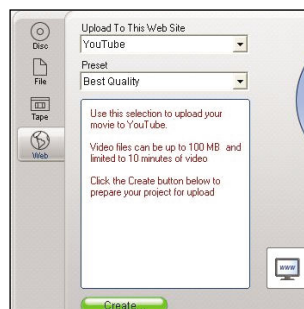 Upload To This Web Site
Disc
YouTube
Preset
File
Best Quality
Tape
Web
Use this selection to upload your
movie to YouTube.
Video files can be up to 100 MB and
limited to 10 minutes of video
Click the Create button below to
prepare your project for upload
www
Create